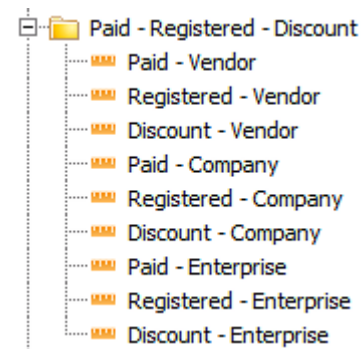 Paid - Registered - Discount
Paid - Vendor
Registered - Vendor
Discount - Vendor
Paid - Company
Registered - Company
Discount - Company
Paid - Enterprise
Registered - Enterprise
Discount - Enterprise